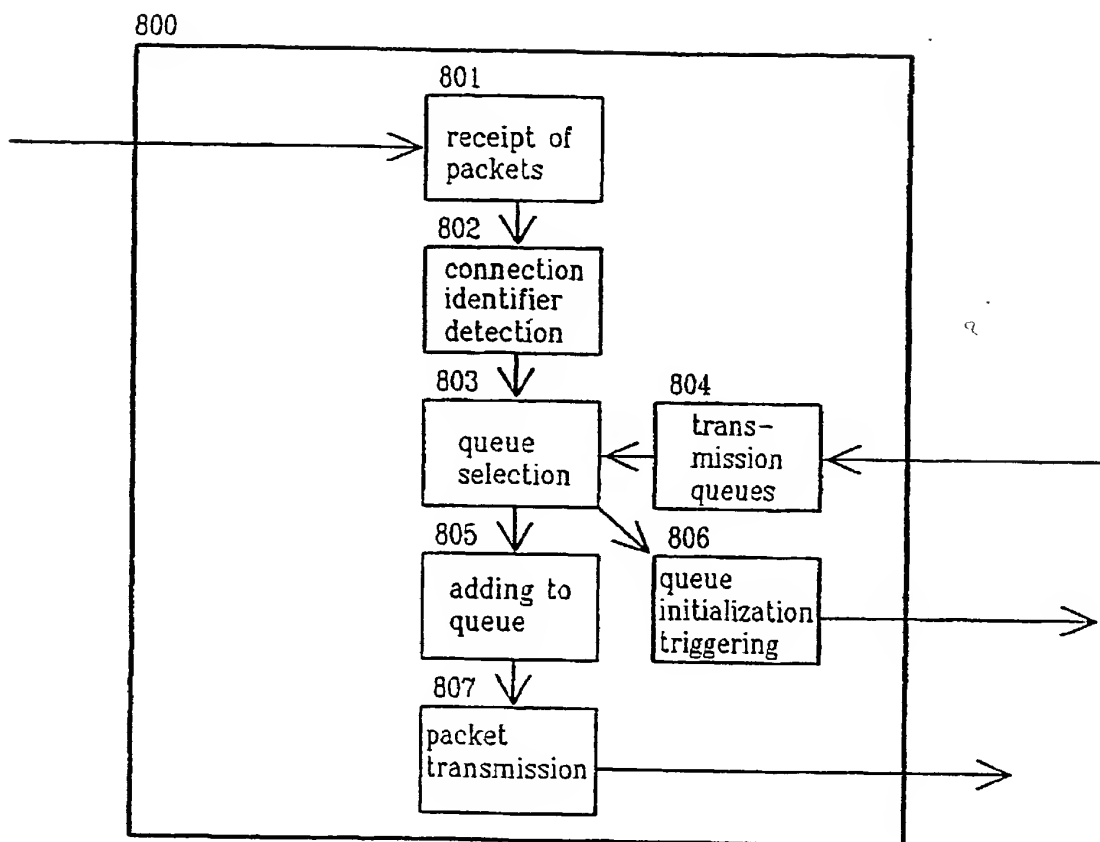 800
801
receipt of
packets
802
connection
identifier
detection
803
queue
selection
804
trans-
mission
queues
805
adding to
queue
806
queue
initialization
triggering
807
packet
transmission